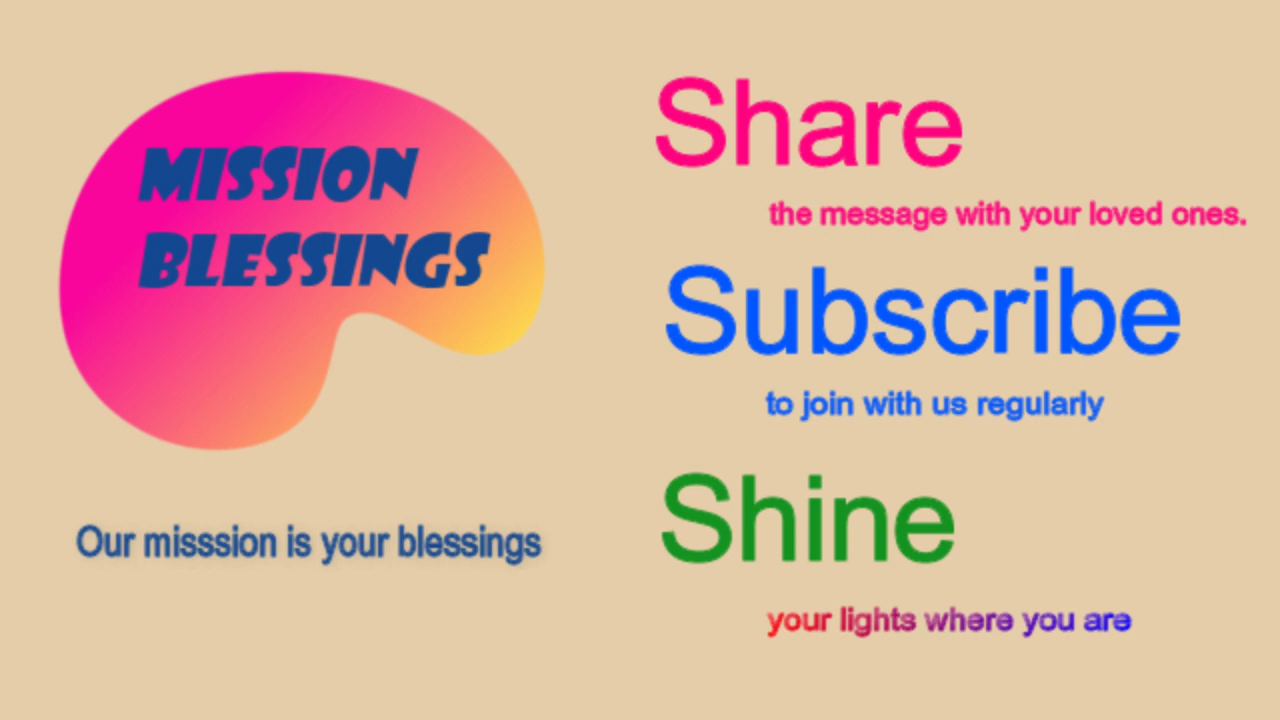 MISSION
BLESSINGS
Our misssion is your blessings
Share
the message with your loved ones.
Subscribe
to join with us regularly
Shine
your lights where you are